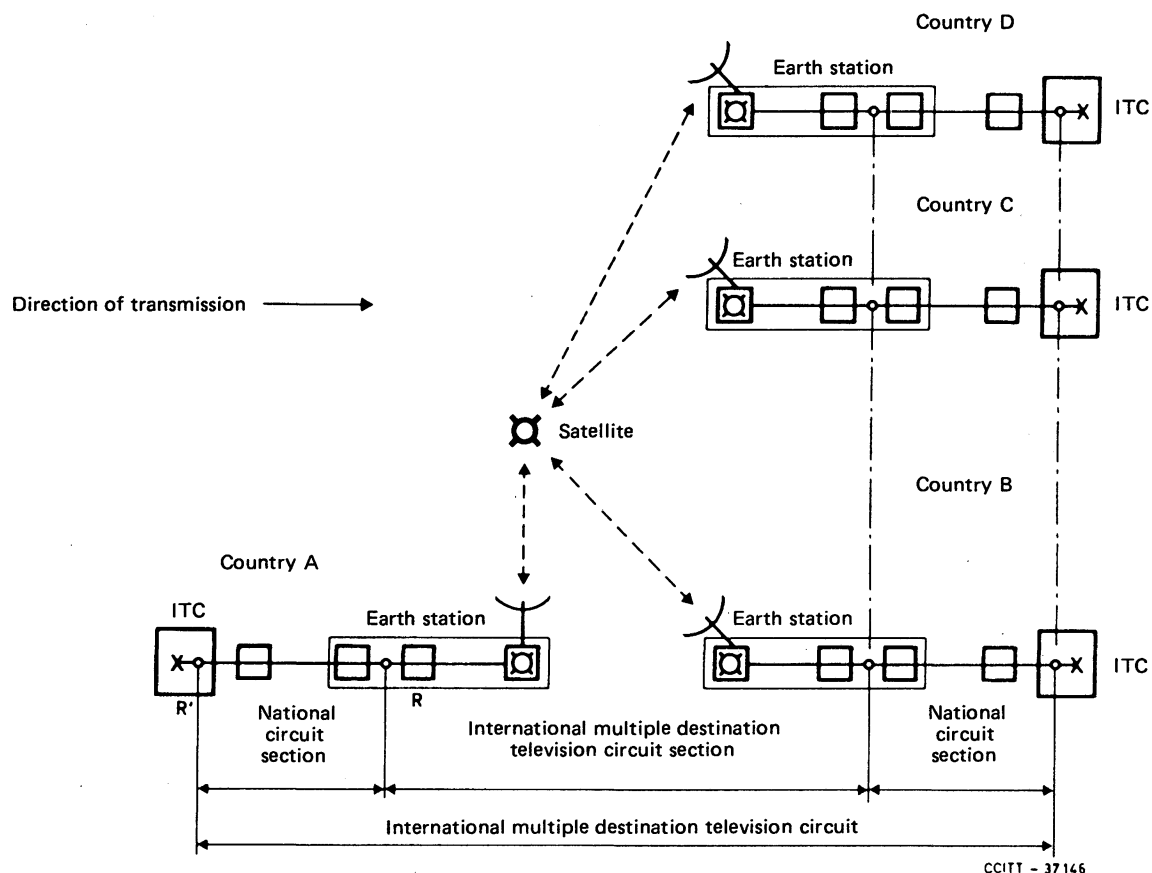 Country D
Earth station
ITC
Country C
Earth station
ITC
Direction of transmission
Satellite
Country B
Country A
ITC
Earth station
Earth station
ITC
R'
R
National
circuit
section
International multiple destination
television circuit section
National
circuit
section
International multiple destination television circuit
CCITT - 37146